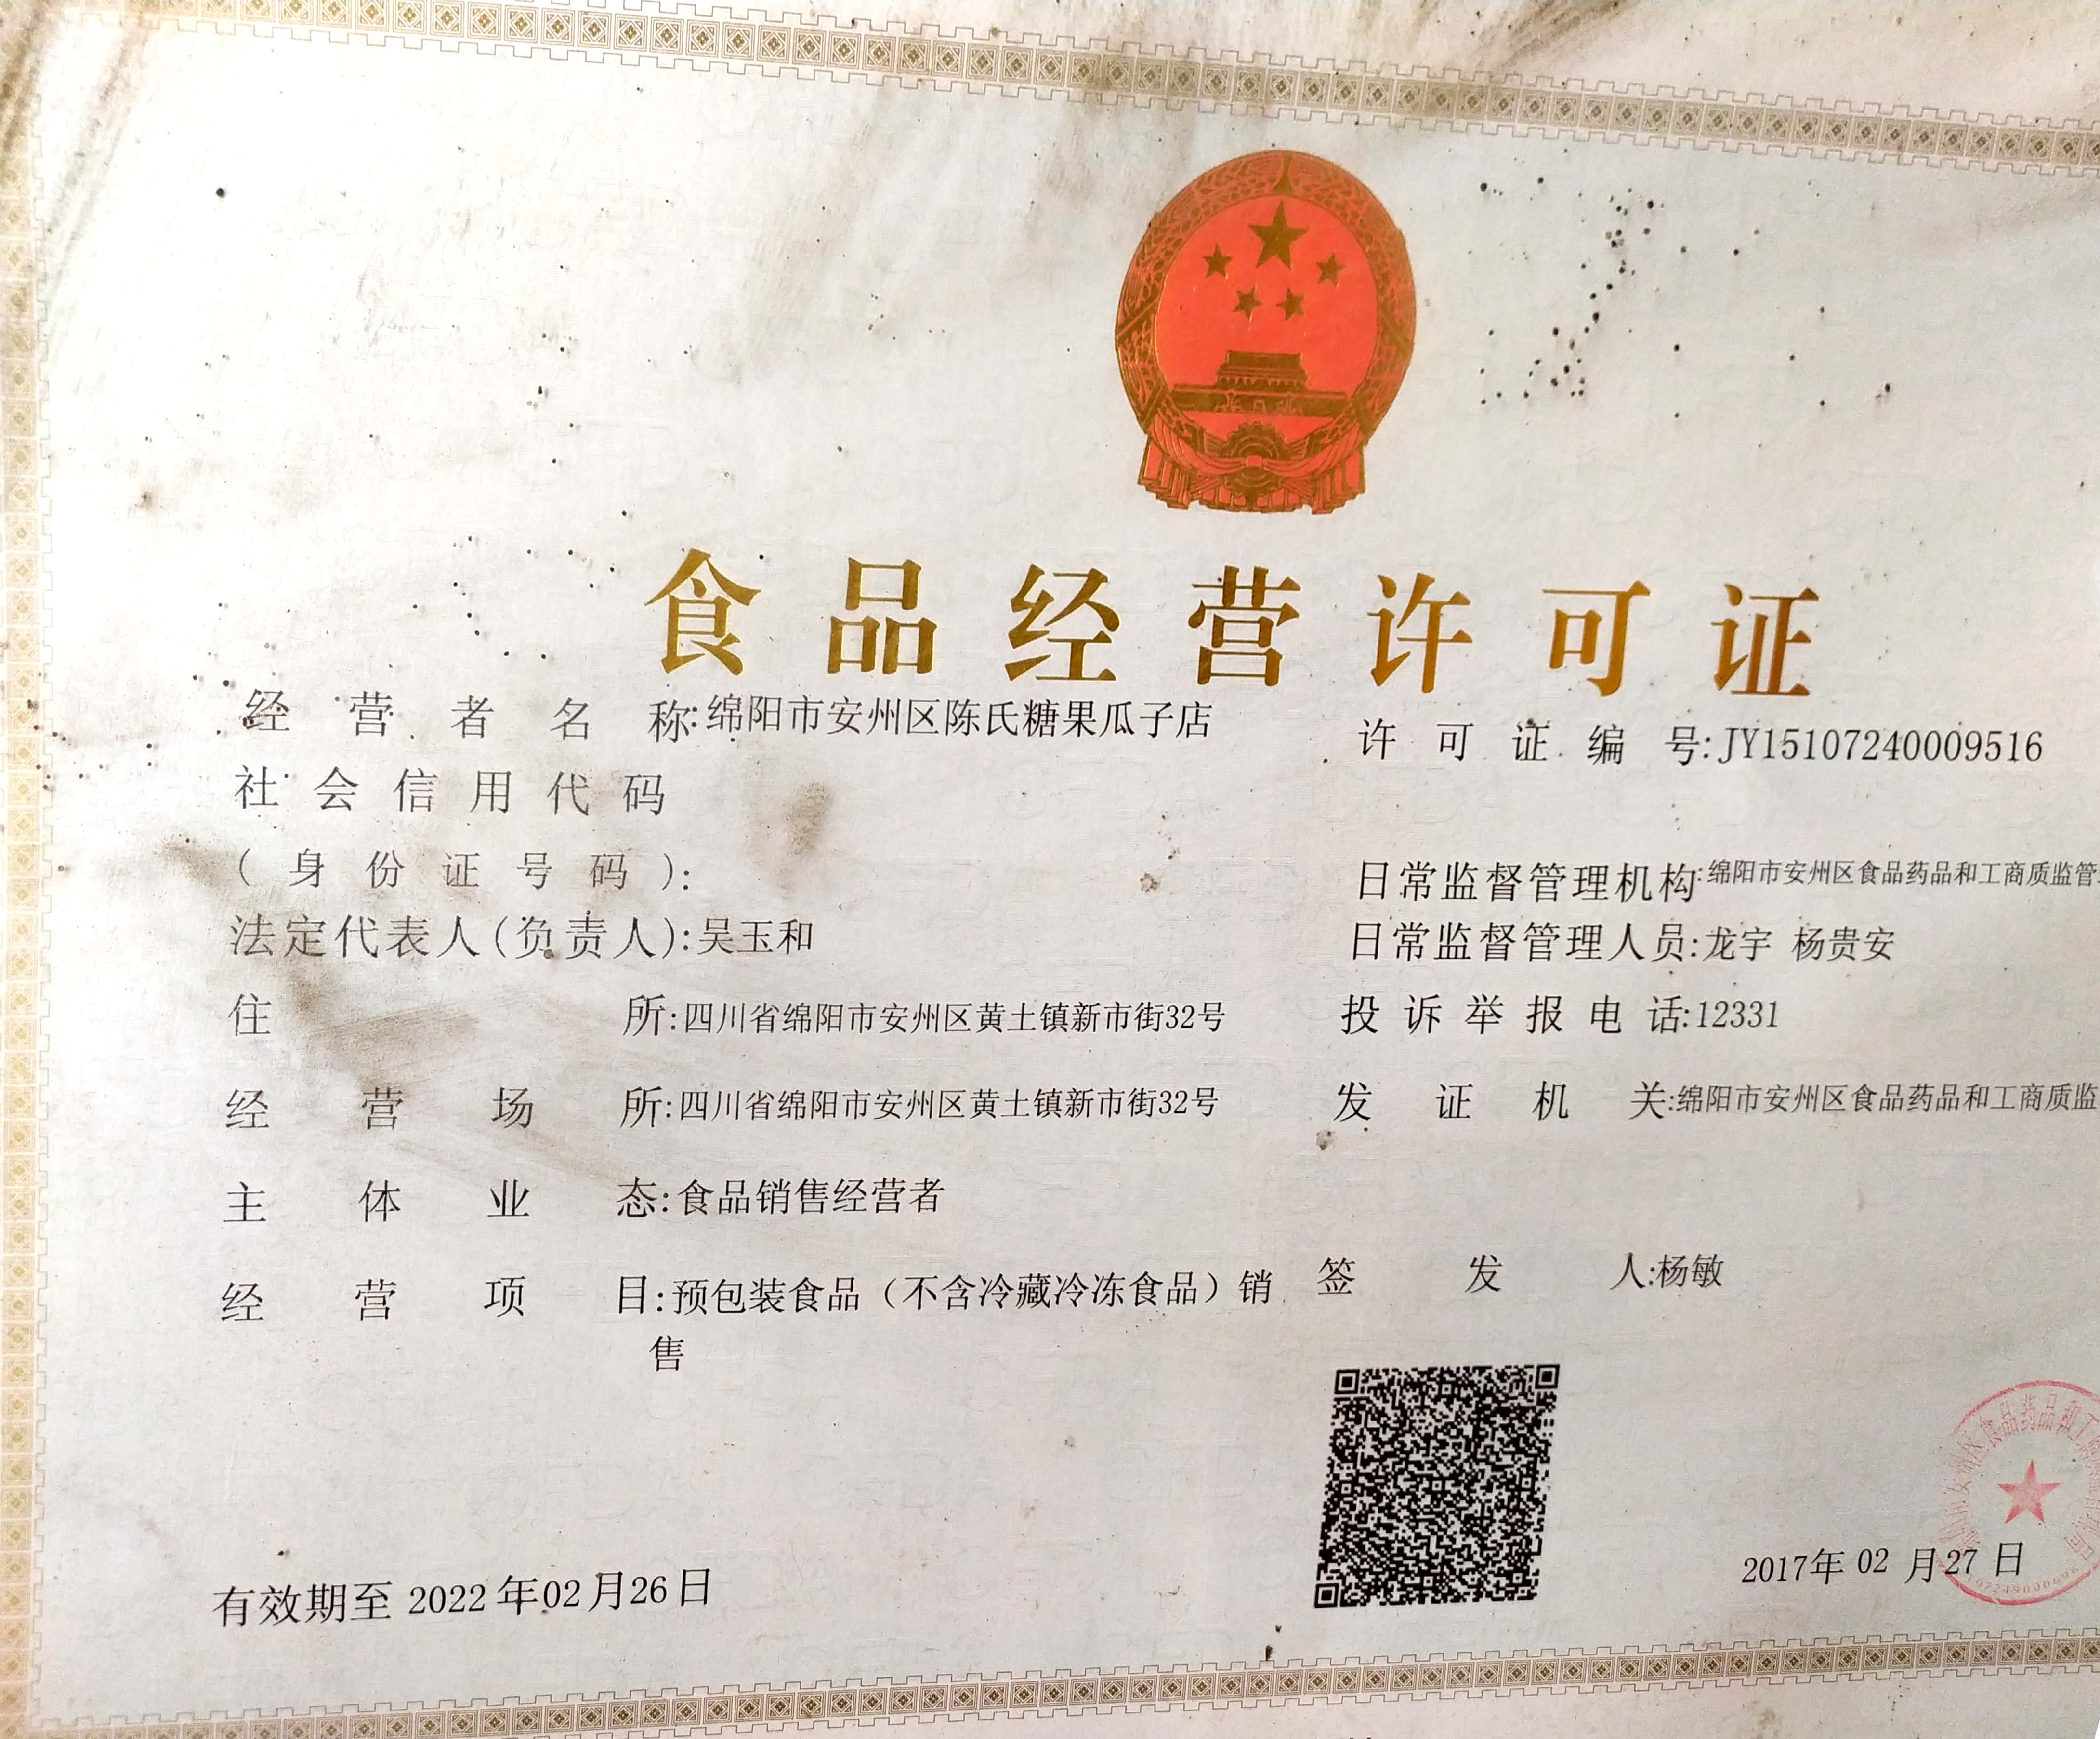 食品经营许可证
经营者名称:绵阳市安州区陈氏糖果瓜子店
社会信用代码
(身份证号码):
法定代表人(负责人):吴玉和
住所:四川省绵阳市安州区黄土镇新市街32号
经营场所:四川省绵阳市安州区黄土镇新市街32号
主体业态:食品销售经营者
经营项目:预包装食品（不含冷藏冷冻食品）销
售
有效期至 2022年02月26日
许可证编号:JY15107240009516
日常监督管理机构:绵阳市安州区食品药品和工商质监管
日常监督管理人员:龙宇 杨贵安
投诉举报电话:12331
发证机关:绵阳市安州区食品药品和工商质监
签发人:杨敏
2017年02月27日
食品药品和工